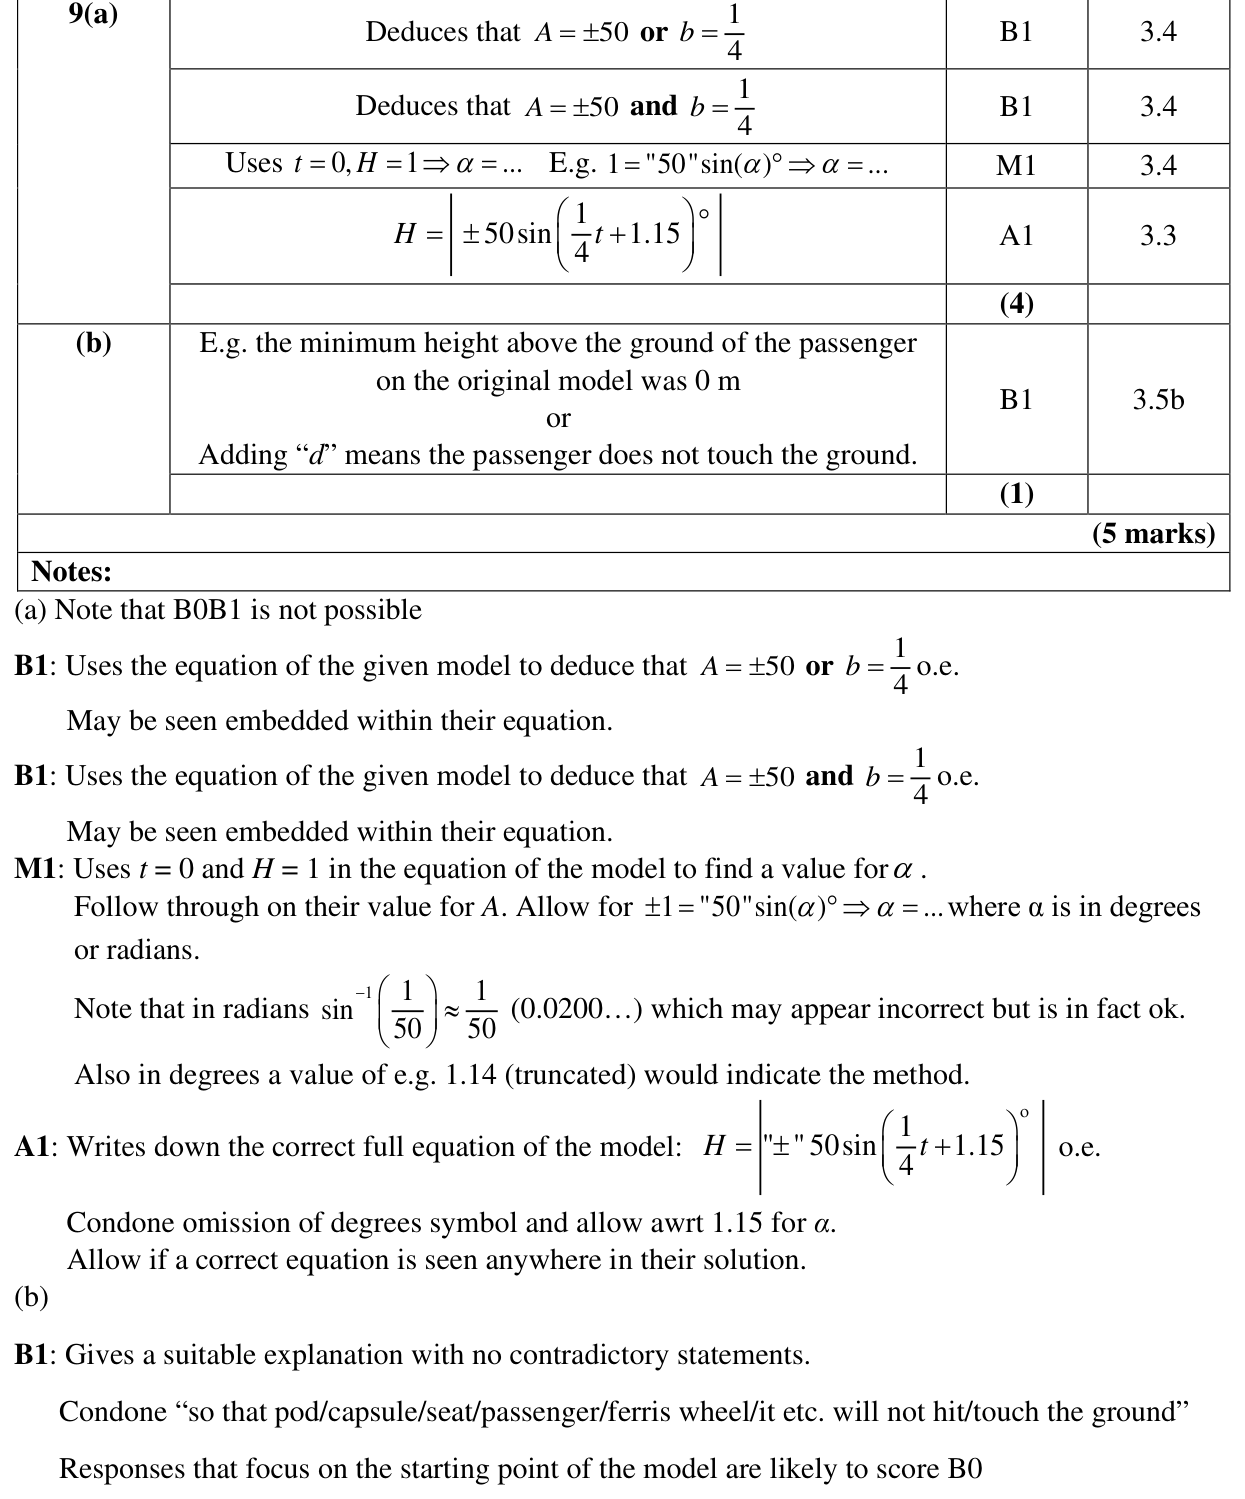 9(a) Deduces that A = ±50 or b = 1/4 B1 3.4
Deduces that A = ±50 and b = 1/4 B1 3.4
Uses t = 0, H = 1 ⇒ α = ... E.g. 1 = "50"sin(α)° ⇒ α = ... M1 3.4
H = | ±50 sin(1/4 t + 1.15)° | A1 3.3
(4)
(b) E.g. the minimum height above the ground of the passenger
on the original model was 0 m
or
Adding “d” means the passenger does not touch the ground.
B1 3.5b
(1)
(5 marks)
Notes:
(a) Note that B0B1 is not possible
B1: Uses the equation of the given model to deduce that A = ±50 or b = 1/4 o.e.
May be seen embedded within their equation.
B1: Uses the equation of the given model to deduce that A = ±50 and b = 1/4 o.e.
May be seen embedded within their equation.
M1: Uses t = 0 and H = 1 in the equation of the model to find a value for α .
Follow through on their value for A. Allow for ±1 = "50"sin(α)° ⇒ α = ... where α is in degrees
or radians.
Note that in radians sin⁻¹(1/50) ≈ 1/50 (0.0200…) which may appear incorrect but is in fact ok.
Also in degrees a value of e.g. 1.14 (truncated) would indicate the method.
A1: Writes down the correct full equation of the model: H = | "±" 50 sin(1/4 t + 1.15)° | o.e.
Condone omission of degrees symbol and allow awrt 1.15 for α.
Allow if a correct equation is seen anywhere in their solution.
(b)
B1: Gives a suitable explanation with no contradictory statements.
Condone “so that pod/capsule/seat/passenger/ferris wheel/it etc. will not hit/touch the ground”
Responses that focus on the starting point of the model are likely to score B0